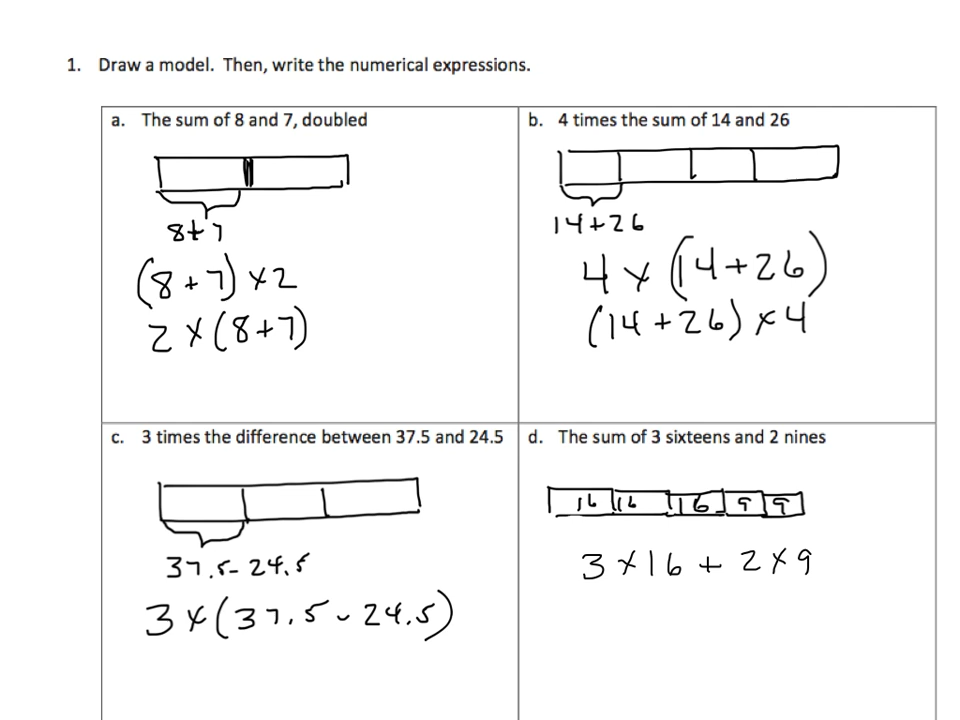 1. Draw a model. Then, write the numerical expressions.
a. The sum of 8 and 7, doubled
8+7
(8+7) ×2
2 ×(8+7)
b. 4 times the sum of 14 and 26
14+26
4 × (14+26)
(14+26) ×4
c. 3 times the difference between 37.5 and 24.5
37.5-24.5
3×(37.5-24.5)
d. The sum of 3 sixteens and 2 nines
16 16 16 9 9
3 ×16 + 2×9